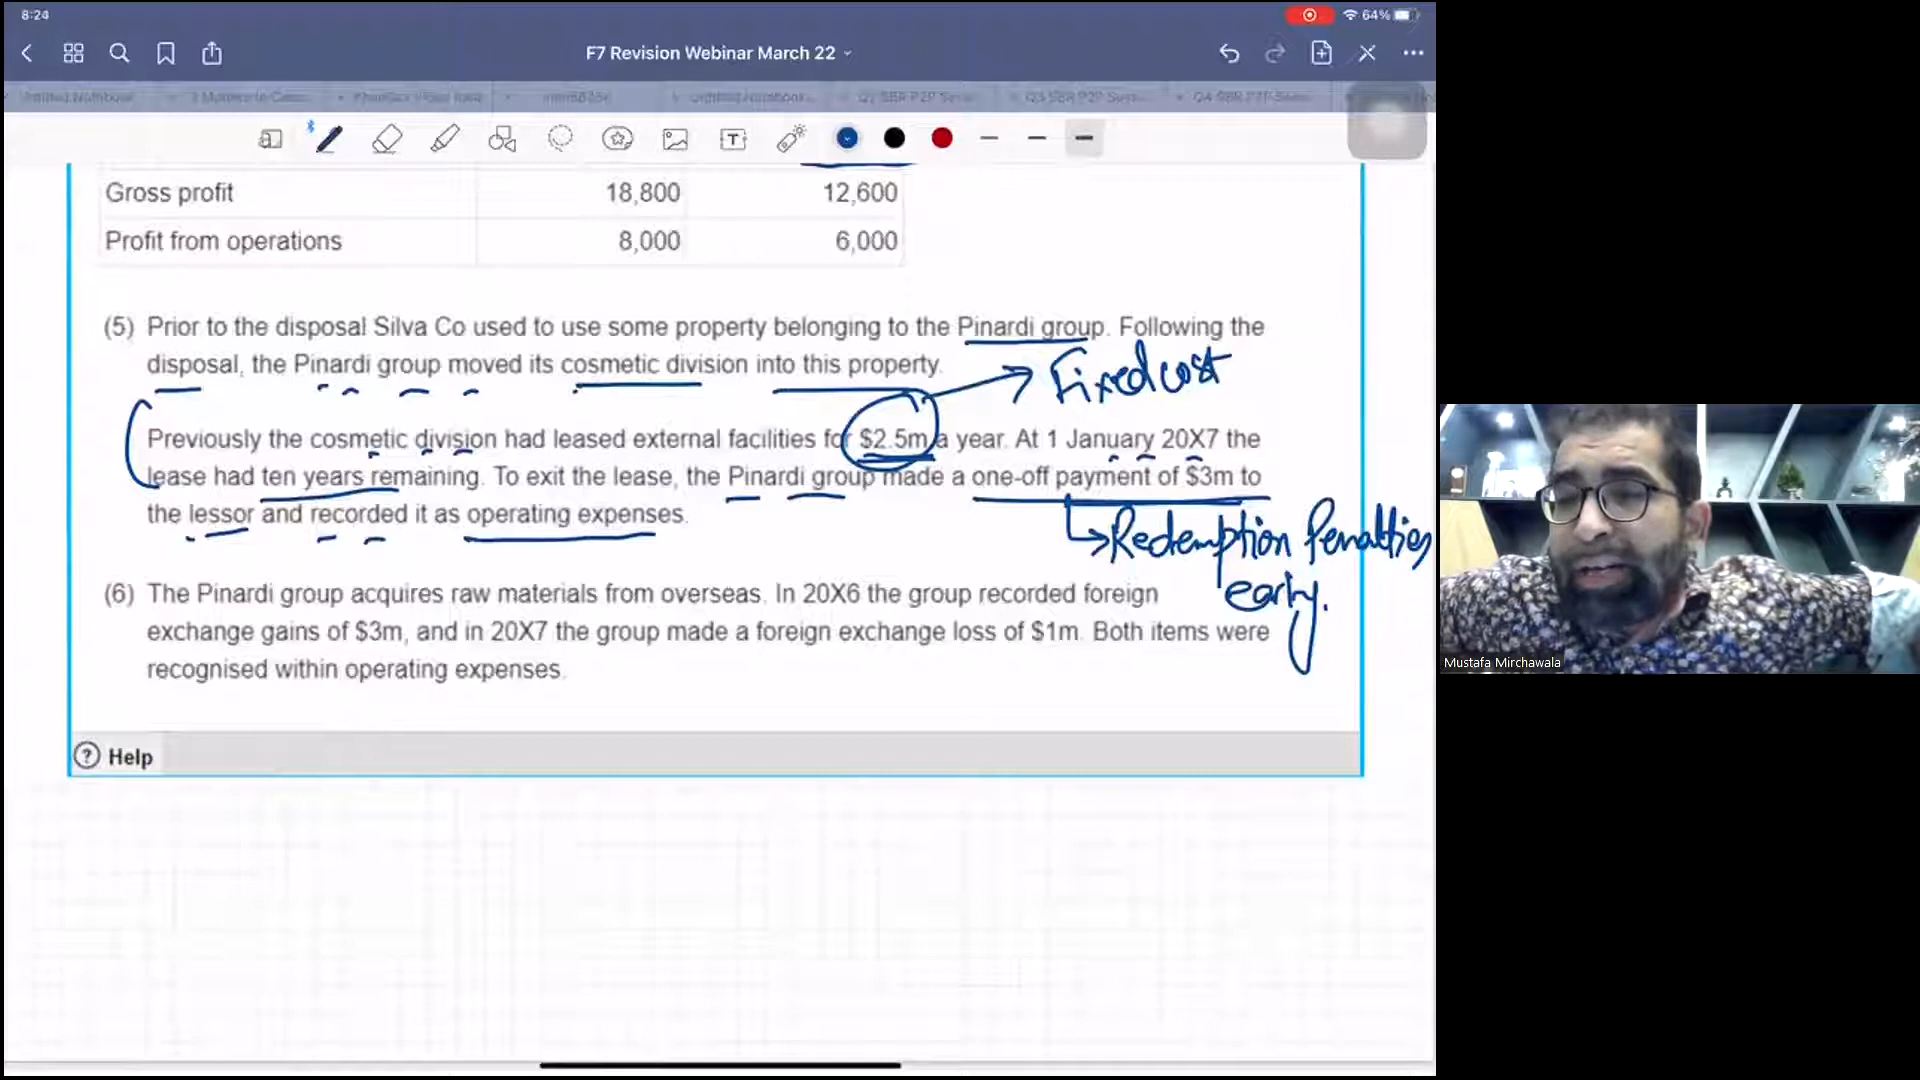 8:24
64%
F7 Revision Webinar March 22
Gross profit 18,800 12,600
Profit from operations 8,000 6,000
(5) Prior to the disposal Silva Co used to use some property belonging to the Pinardi group. Following the
disposal, the Pinardi group moved its cosmetic division into this property.
Fixed cost
Previously the cosmetic division had leased external facilities for $2.5m a year. At 1 January 20X7 the
lease had ten years remaining. To exit the lease, the Pinardi group made a one-off payment of $3m to
the lessor and recorded it as operating expenses.
Redemption Penalties
early.
(6) The Pinardi group acquires raw materials from overseas. In 20X6 the group recorded foreign
exchange gains of $3m, and in 20X7 the group made a foreign exchange loss of $1m. Both items were
recognised within operating expenses.
? Help
Mustafa Mirchawala